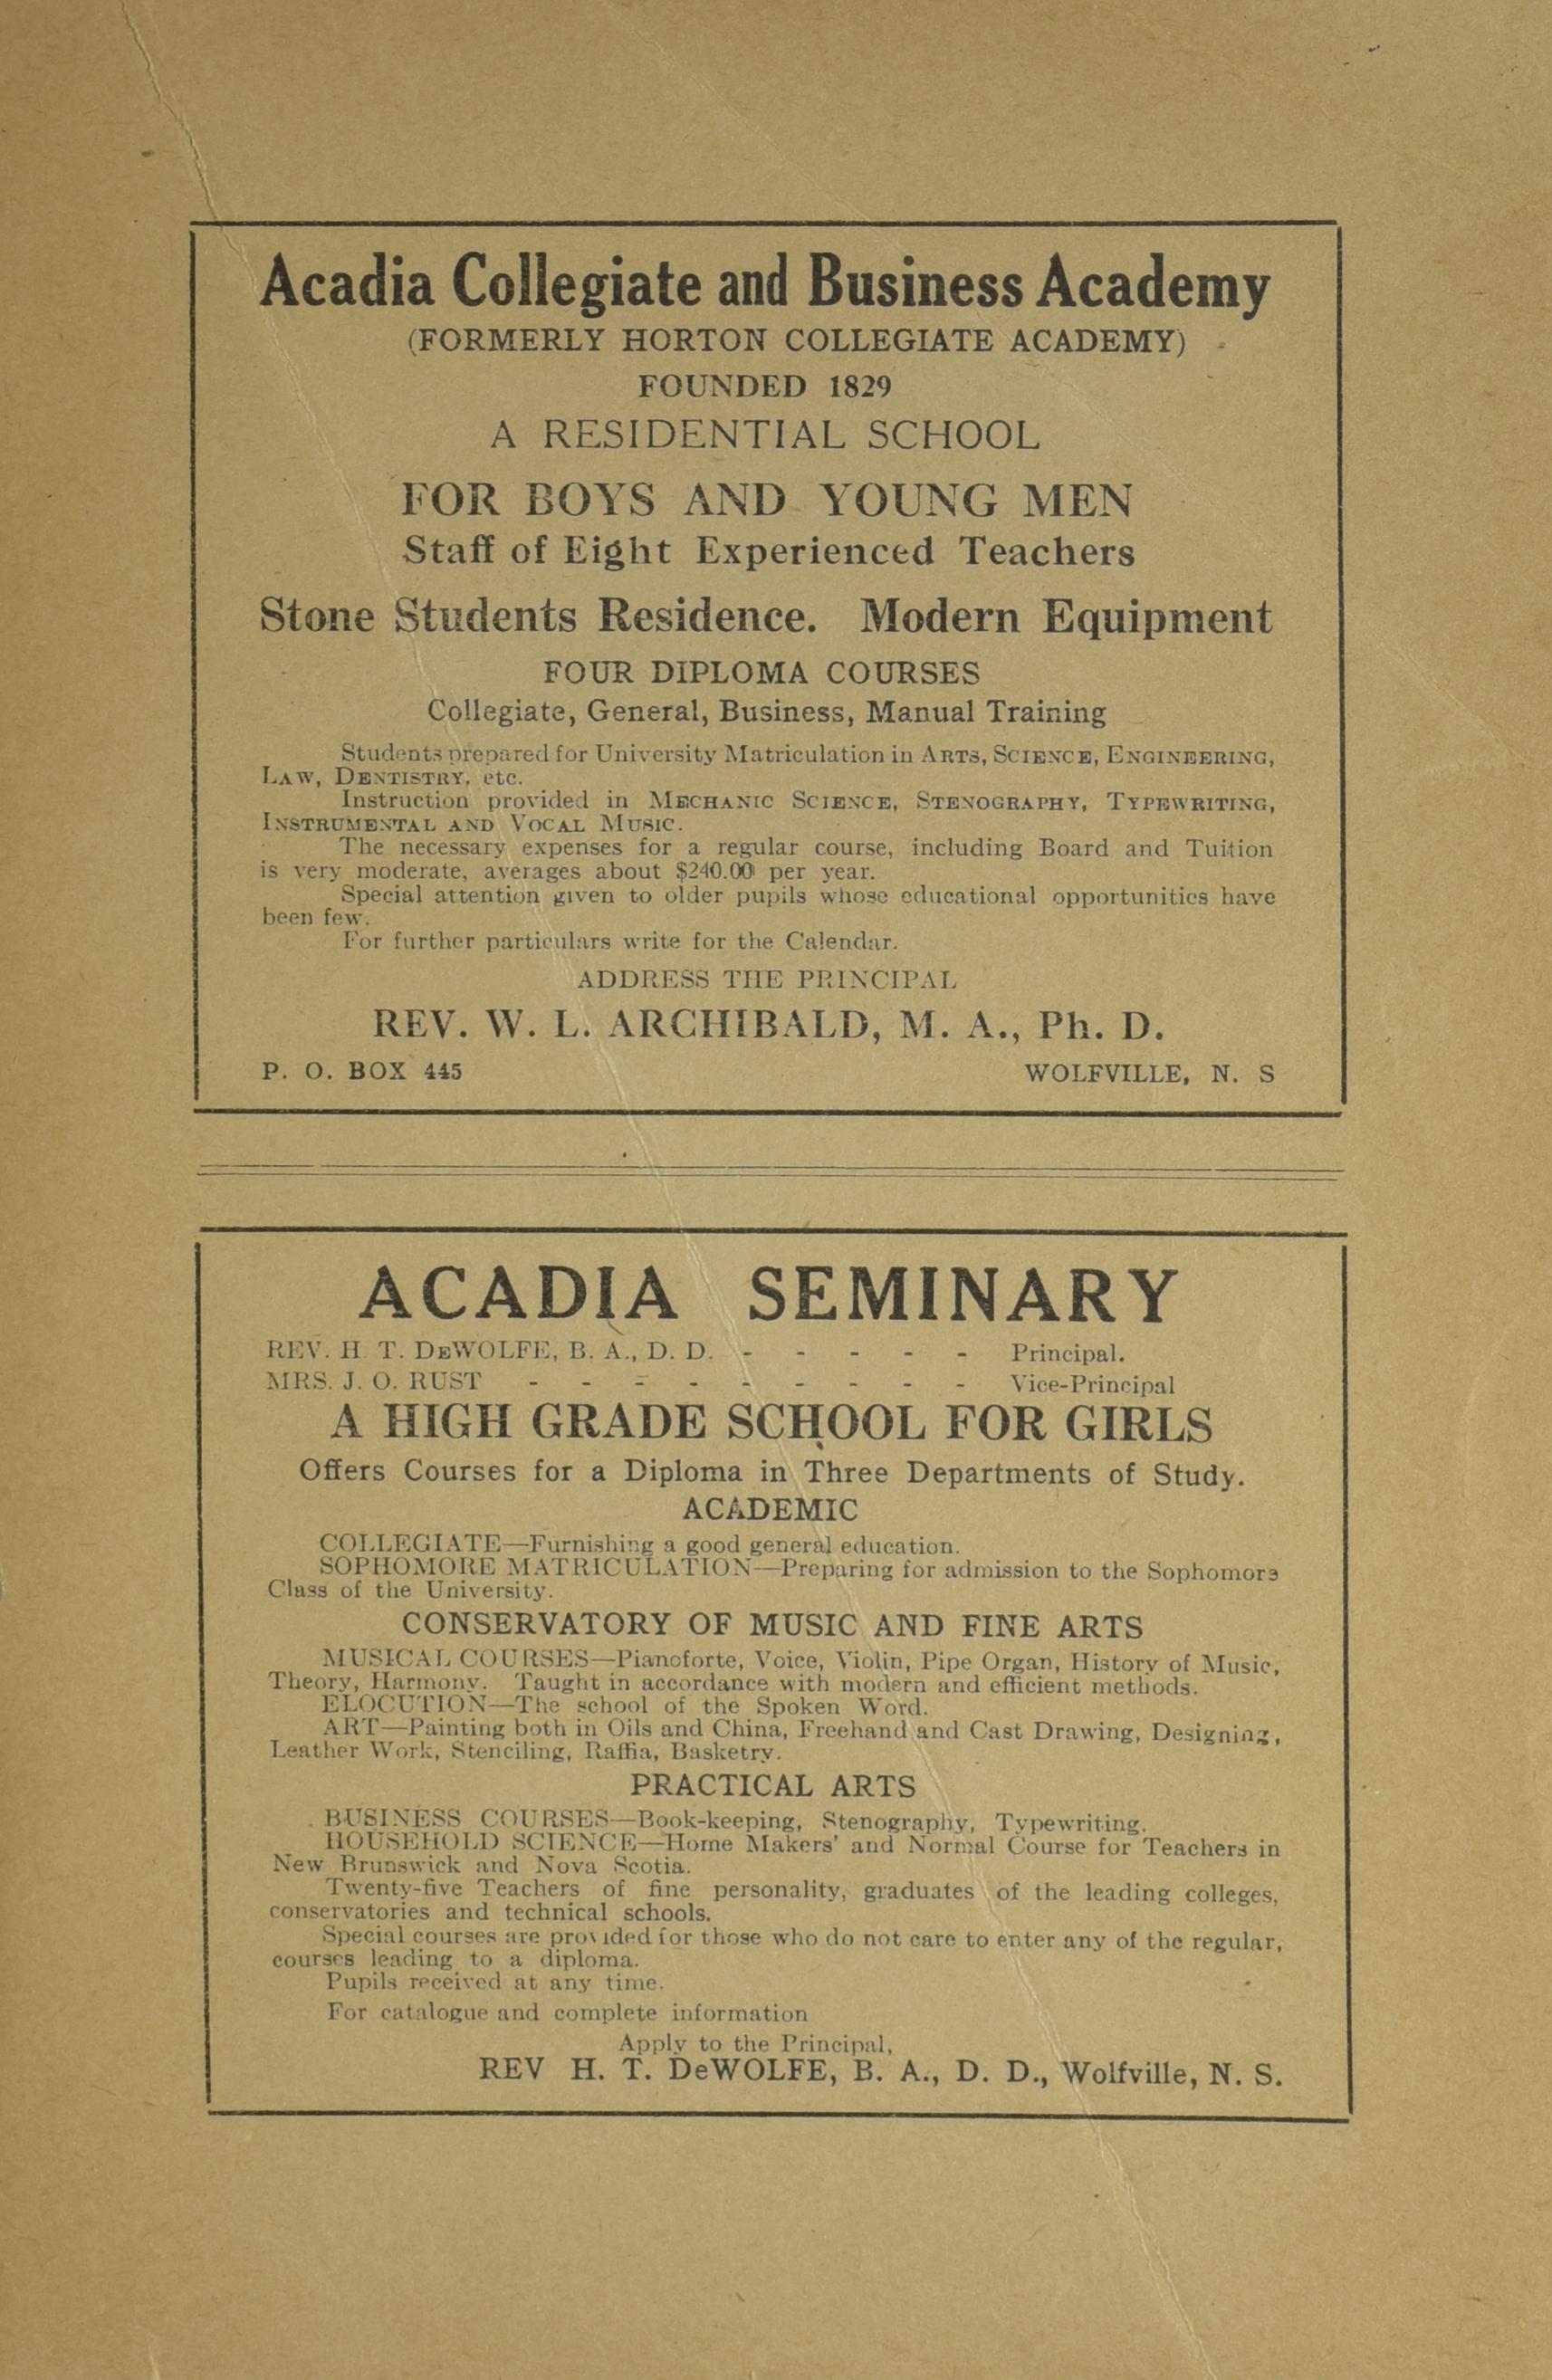 Acadia Collegiate and Business Academy
(FORMERLY HORTON COLLEGIATE ACADEMY)
FOUNDED 1829
A RESIDENTIAL SCHOOL
FOR BOYS AND YOUNG MEN
Staff of Eight Experienced Teachers
Stone Students Residence. Modern Equipment
FOUR DIPLOMA COURSES
Collegiate, General, Business, Manual Training
Students prepared for University Matriculation in ARTS, SCIENCE, ENGINEERING,
LAW, DENTISTRY, etc.
Instruction provided in MECHANIC SCIENCE, STENOGRAPHY, TYPEWRITING,
INSTRUMENTAL AND VOCAL MUSIC.
The necessary expenses for a regular course, including Board and Tuition
is very moderate, averages about $240.00 per year.
Special attention given to older pupils whose educational opportunities have
been few.
For further particulars write for the Calendar.
ADDRESS THE PRINCIPAL
REV. W. L. ARCHIBALD, M. A., Ph. D.
P. O. BOX 445 WOLFVILLE, N. S
ACADIA SEMINARY
REV. H. T. DEWOLFE, B. A., D. D. - - - - - Principal.
MRS. J. O. RUST - - - - - - - - - Vice-Principal
A HIGH GRADE SCHOOL FOR GIRLS
Offers Courses for a Diploma in Three Departments of Study.
ACADEMIC
COLLEGIATE—Furnishing a good general education.
SOPHOMORE MATRICULATION—Preparing for admission to the Sophomore
Class of the University.
CONSERVATORY OF MUSIC AND FINE ARTS
MUSICAL COURSES—Pianoforte, Voice, Violin, Pipe Organ, History of Music,
Theory, Harmony. Taught in accordance with modern and efficient methods.
ELOCUTION—The school of the Spoken Word.
ART—Painting both in Oils and China, Freehand and Cast Drawing, Designing,
Leather Work, Stenciling, Raffia, Basketry.
PRACTICAL ARTS
BUSINESS COURSES—Book-keeping, Stenography, Typewriting.
HOUSEHOLD SCIENCE—Home Makers' and Normal Course for Teachers in
New Brunswick and Nova Scotia.
Twenty-five Teachers of fine personality, graduates of the leading colleges,
conservatories and technical schools.
Special courses are provided for those who do not care to enter any of the regular,
courses leading to a diploma.
Pupils received at any time.
For catalogue and complete information
Apply to the Principal,
REV H. T. DeWOLFE, B. A., D. D., Wolfville, N. S.